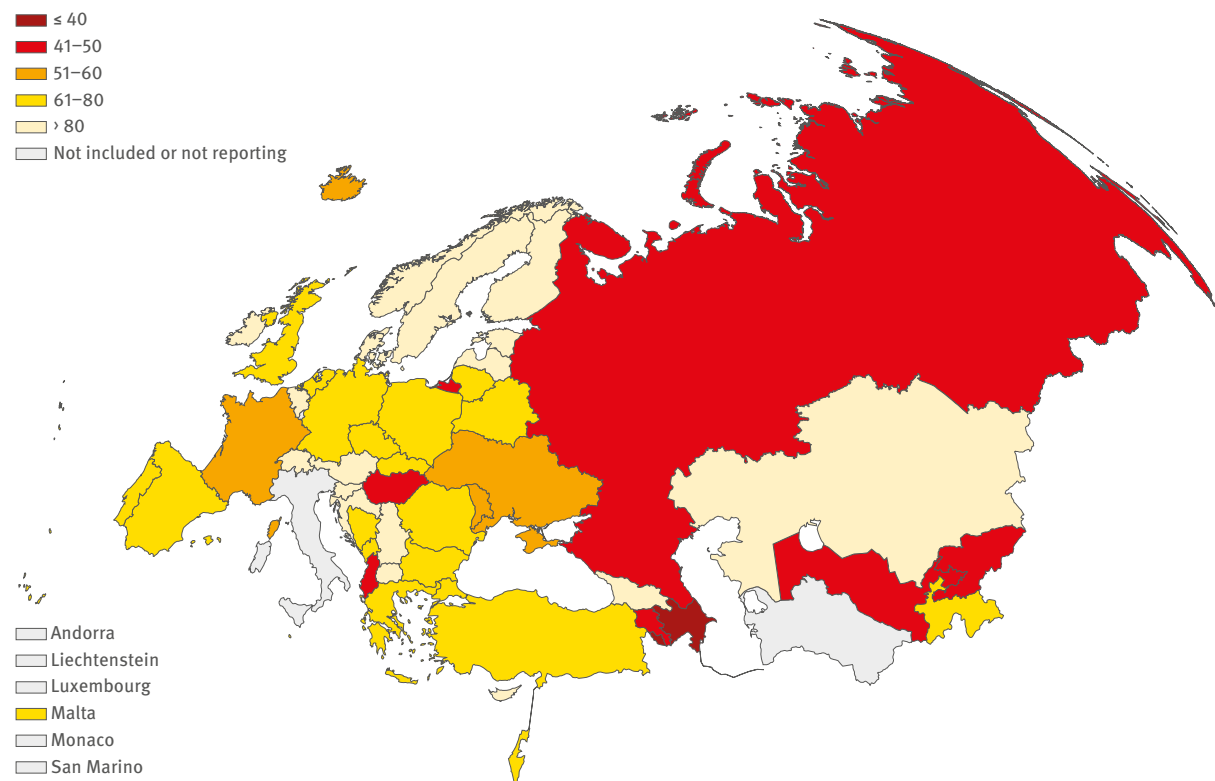 ≤ 40
41–50
51–60
61–80
› 80
Not included or not reporting
Andorra
Liechtenstein
Luxembourg
Malta
Monaco
San Marino